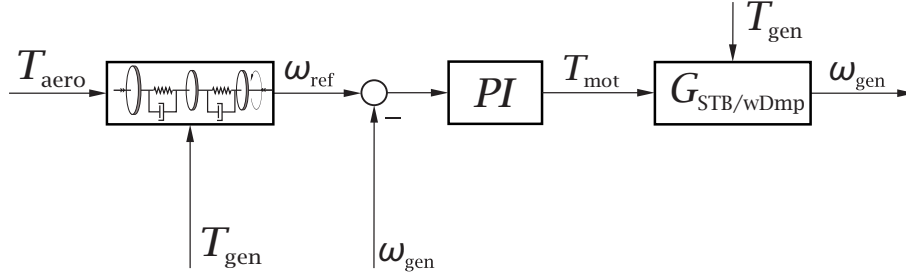 T_gen
T_aero
ω_ref
−
PI
T_mot
G_STB/wDmp
ω_gen
T_gen
ω_gen